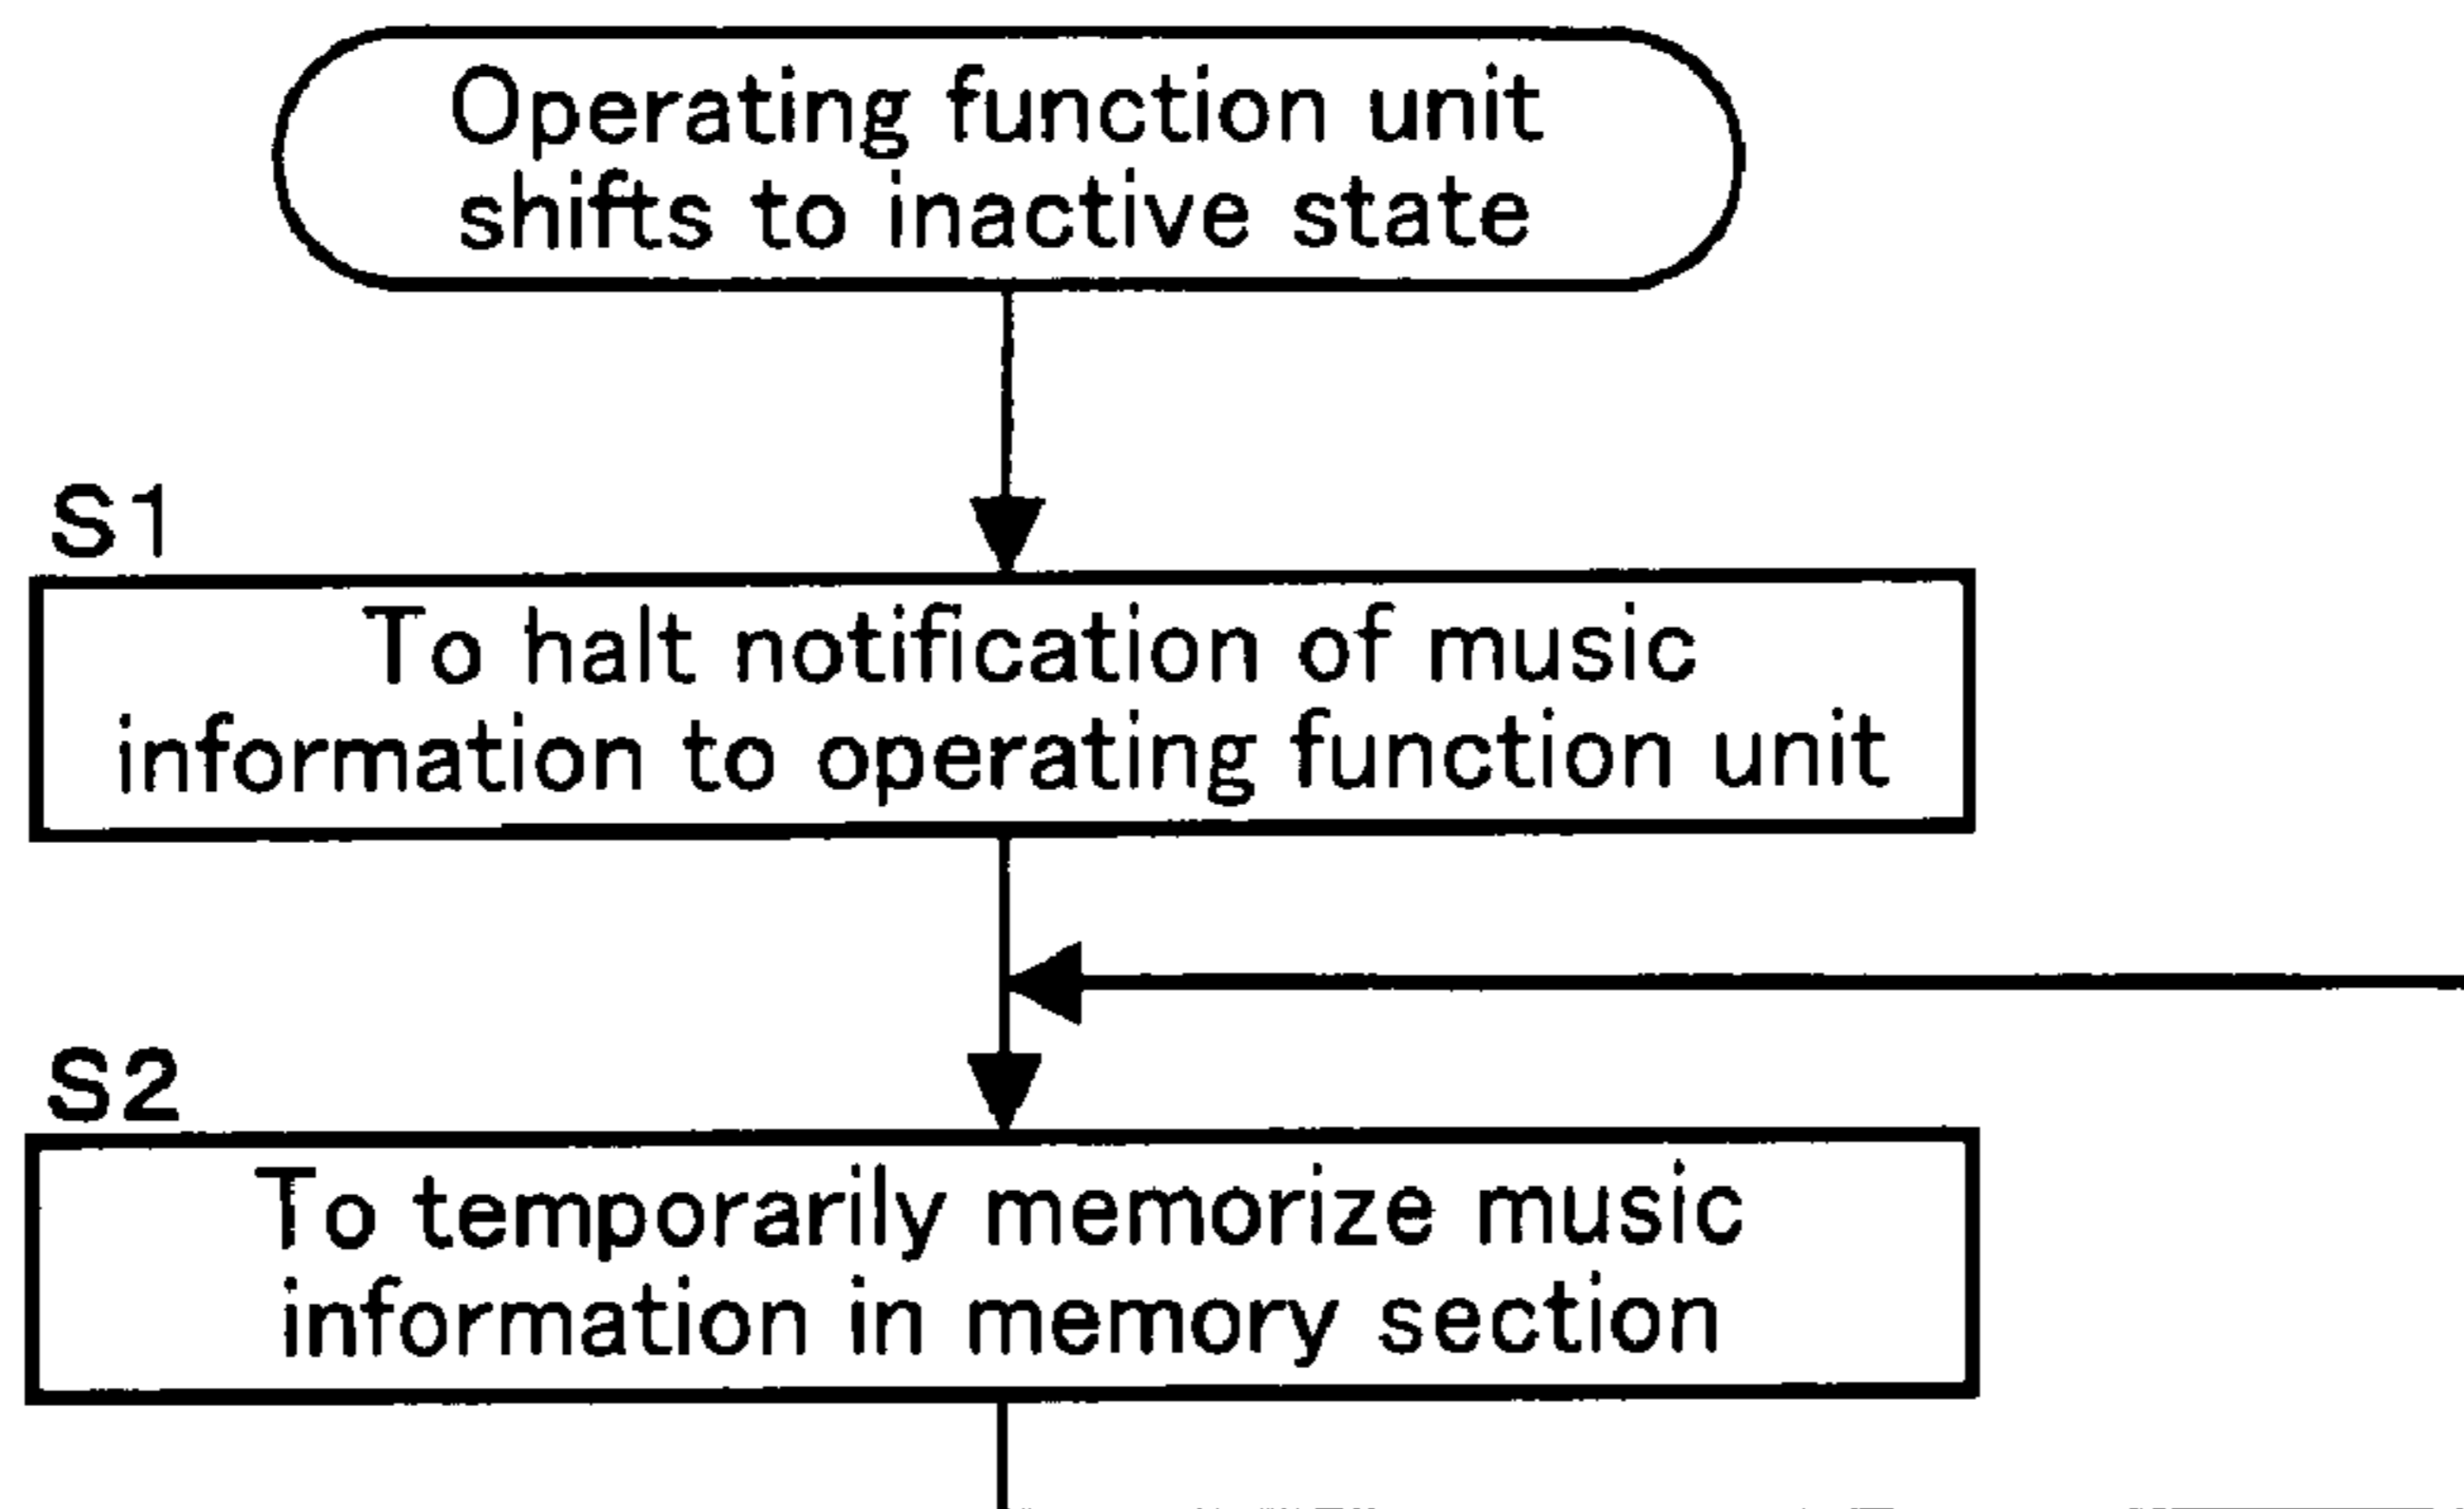 Operating function unit
shifts to inactive state
S1
To halt notification of music
information to operating function unit
S2
To temporarily memorize music
information in memory section